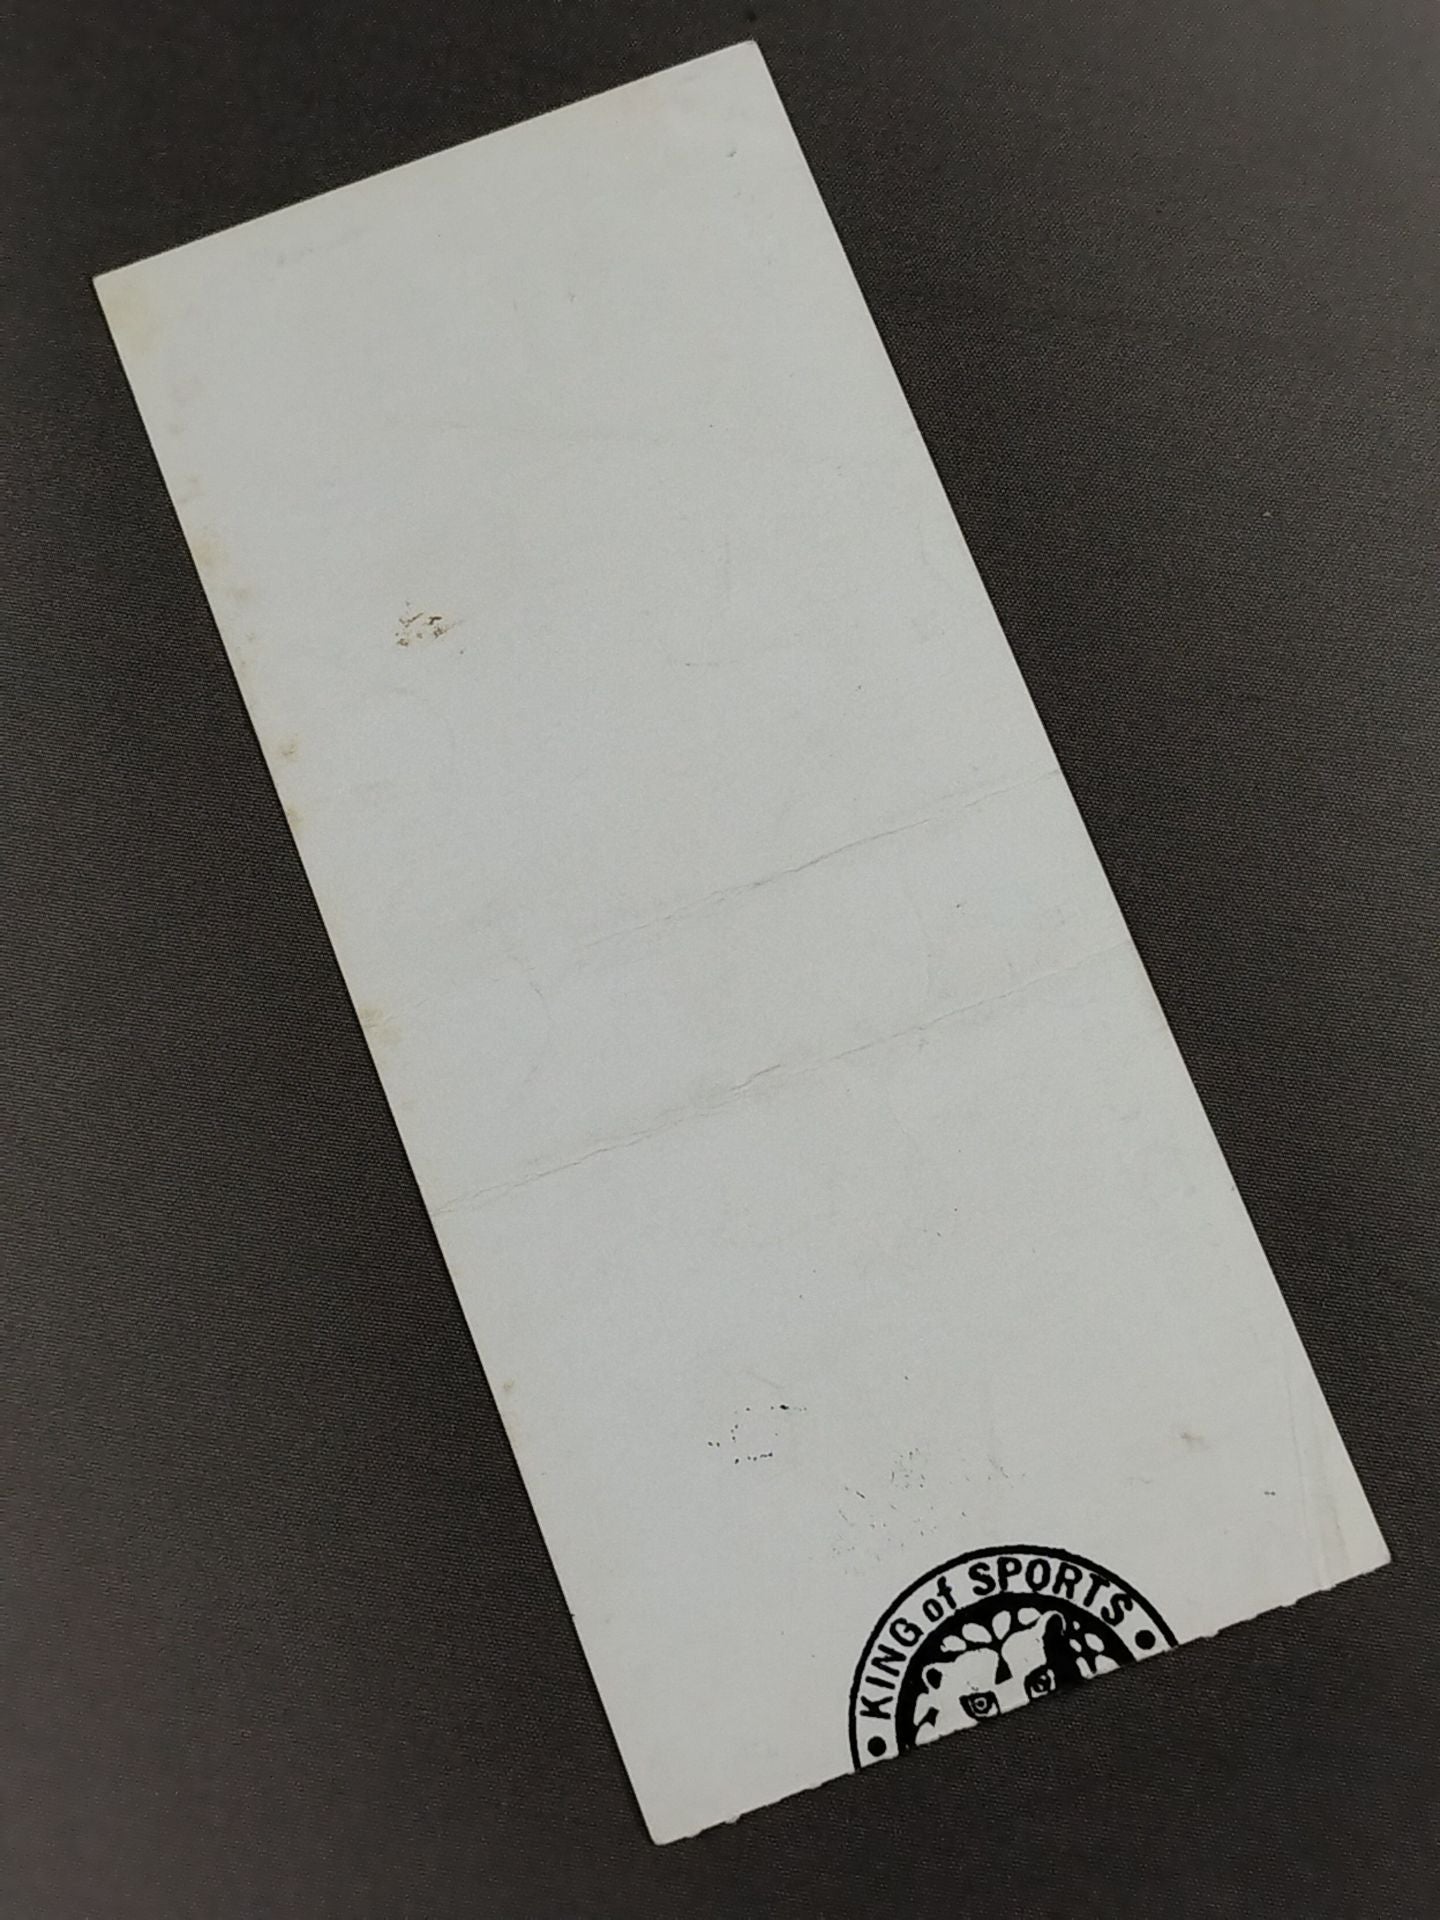 • KING of SPORTS •